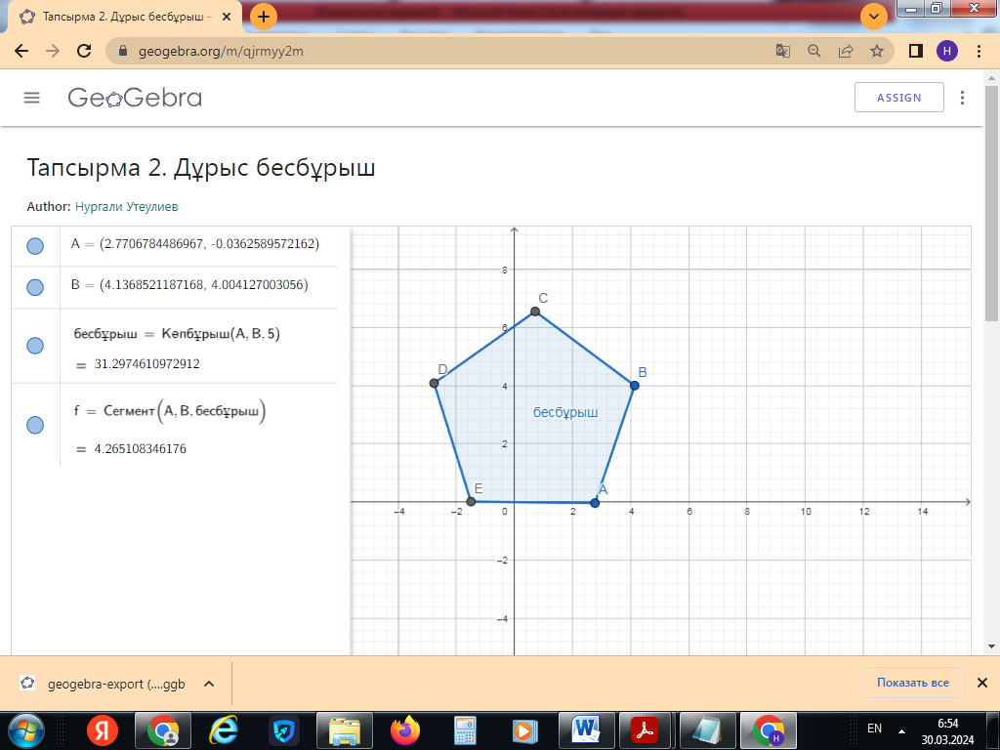 Тапсырма 2. Дұрыс бесбұрыш –
geogebra.org/m/qjrmyy2m
H
GeoGebra
ASSIGN
Тапсырма 2. Дұрыс бесбұрыш
Author: Нургали Утеулиев
A = (2.7706784486967, -0.0362589572162)
B = (4.1368521187168, 4.004127003056)
бесбұрыш = Көпбұрыш(A, B, 5)
= 31.2974610972912
f = Сегмент(A, B, бесбұрыш)
= 4.265108346176
8
C
6
D
B
4
бесбұрыш
2
E
A
–4 –2 0 2 4 6 8 10 12 14
–2
–4
geogebra-export (....ggb
Показать все
Я
H
EN
6:54
30.03.2024